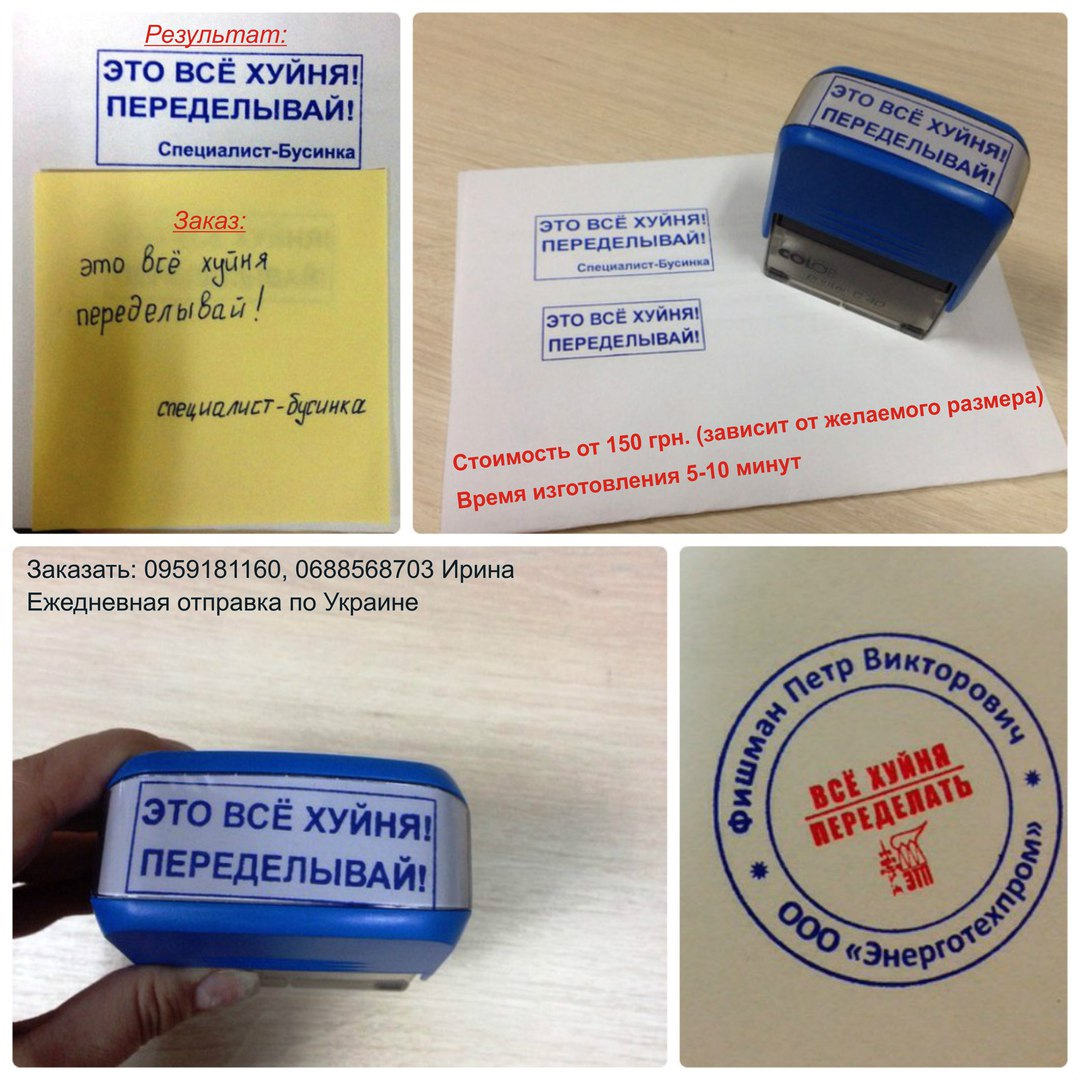 Результат:
ЭТО ВСЁ ХУЙНЯ!
ПЕРЕДЕЛЫВАЙ!
Специалист-Бусинка
Заказ:
это всё хуйня
переделывай!
специалист-бусинка
ЭТО ВСЁ ХУЙНЯ!
ПЕРЕДЕЛЫВАЙ!
COLOP
ЭТО ВСЁ ХУЙНЯ!
ПЕРЕДЕЛЫВАЙ!
Специалист-Бусинка
ЭТО ВСЁ ХУЙНЯ!
ПЕРЕДЕЛЫВАЙ!
Стоимость от 150 грн. (зависит от желаемого размера)
Время изготовления 5-10 минут
Заказать: 0959181160, 0688568703 Ирина
Ежедневная отправка по Украине
ЭТО ВСЁ ХУЙНЯ!
ПЕРЕДЕЛЫВАЙ!
Фишман Петр Викторович
ВСЁ ХУЙНЯ
ПЕРЕДЕЛАТЬ
ЭТП
ООО «Энерготехпром»